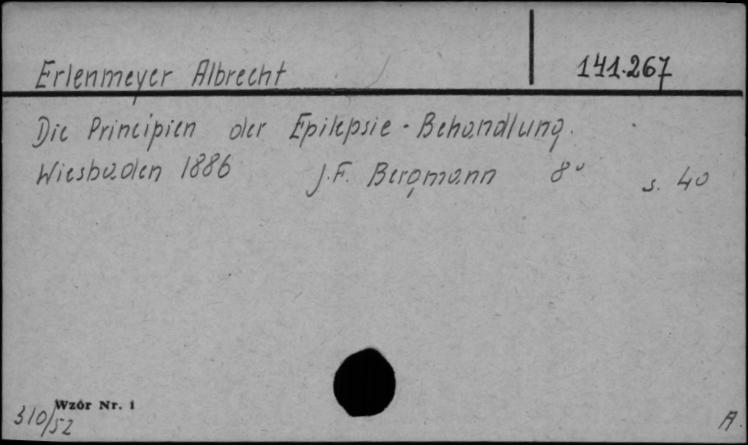 Erlenmeyer Albrecht 141.267
Die Principien der Epilepsie-Behandlung.
Wiesbaden 1886 J.F. Bergmann 8° s. 40
Wzór Nr. 1
310/52 A.